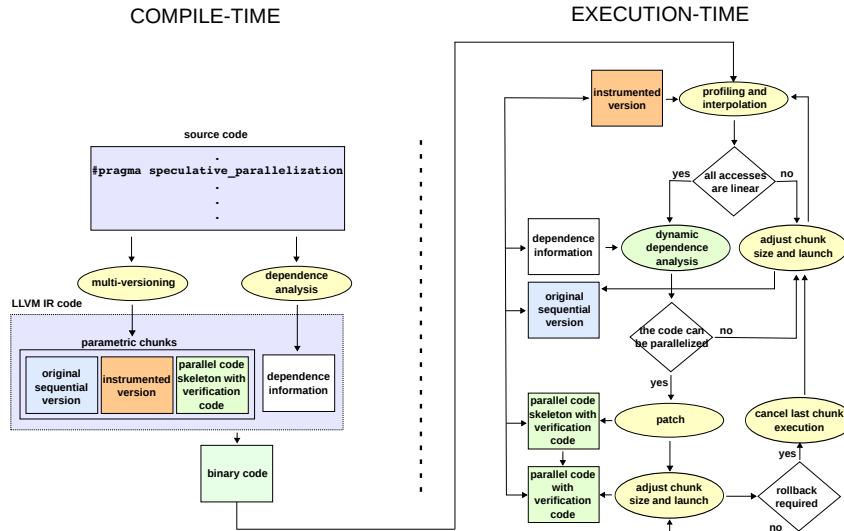 COMPILE-TIME
source code
.
#pragma speculative_parallelization
.
.
.
.
multi-versioning
dependence
analysis
LLVM IR code
parametric chunks
original
sequential
version
instrumented
version
parallel code
skeleton with
verification
code
dependence
information
binary code
EXECUTION-TIME
instrumented
version
profiling and
interpolation
all accesses
are linear
yes
no
dependence
information
dynamic
dependence
analysis
adjust chunk
size and launch
original
sequential
version
the code can
be parallelized
no
yes
parallel code
skeleton with
verification
code
patch
cancel last chunk
execution
yes
parallel code
with
verification
code
adjust chunk
size and launch
rollback
required
no